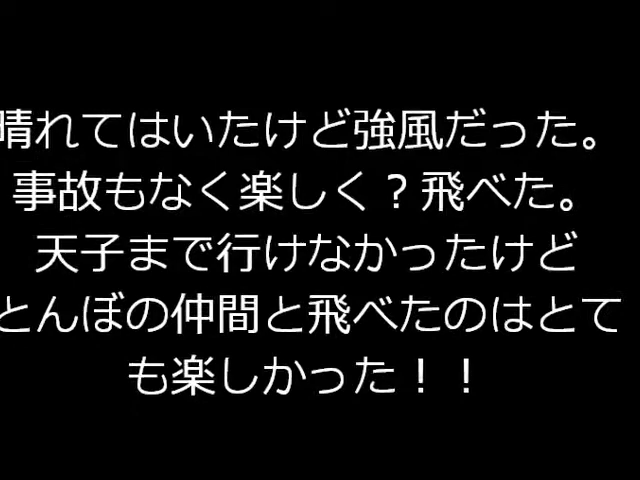 晴れてはいたけど強風だった。
事故もなく楽しく？飛べた。
天子まで行けなかったけど
とんぼの仲間と飛べたのはとて
も楽しかった！！